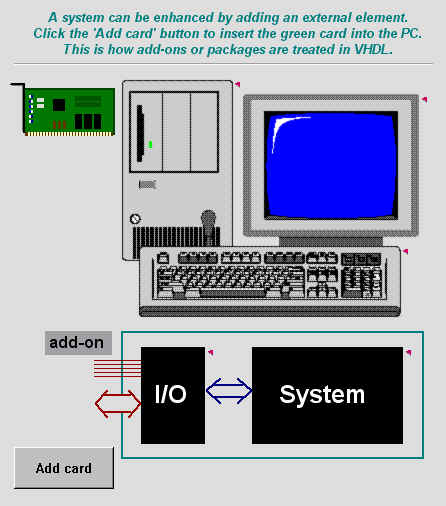 A system can be enhanced by adding an external element.
Click the 'Add card' button to insert the green card into the PC.
This is how add-ons or packages are treated in VHDL.
add-on
I/O
System
Add card